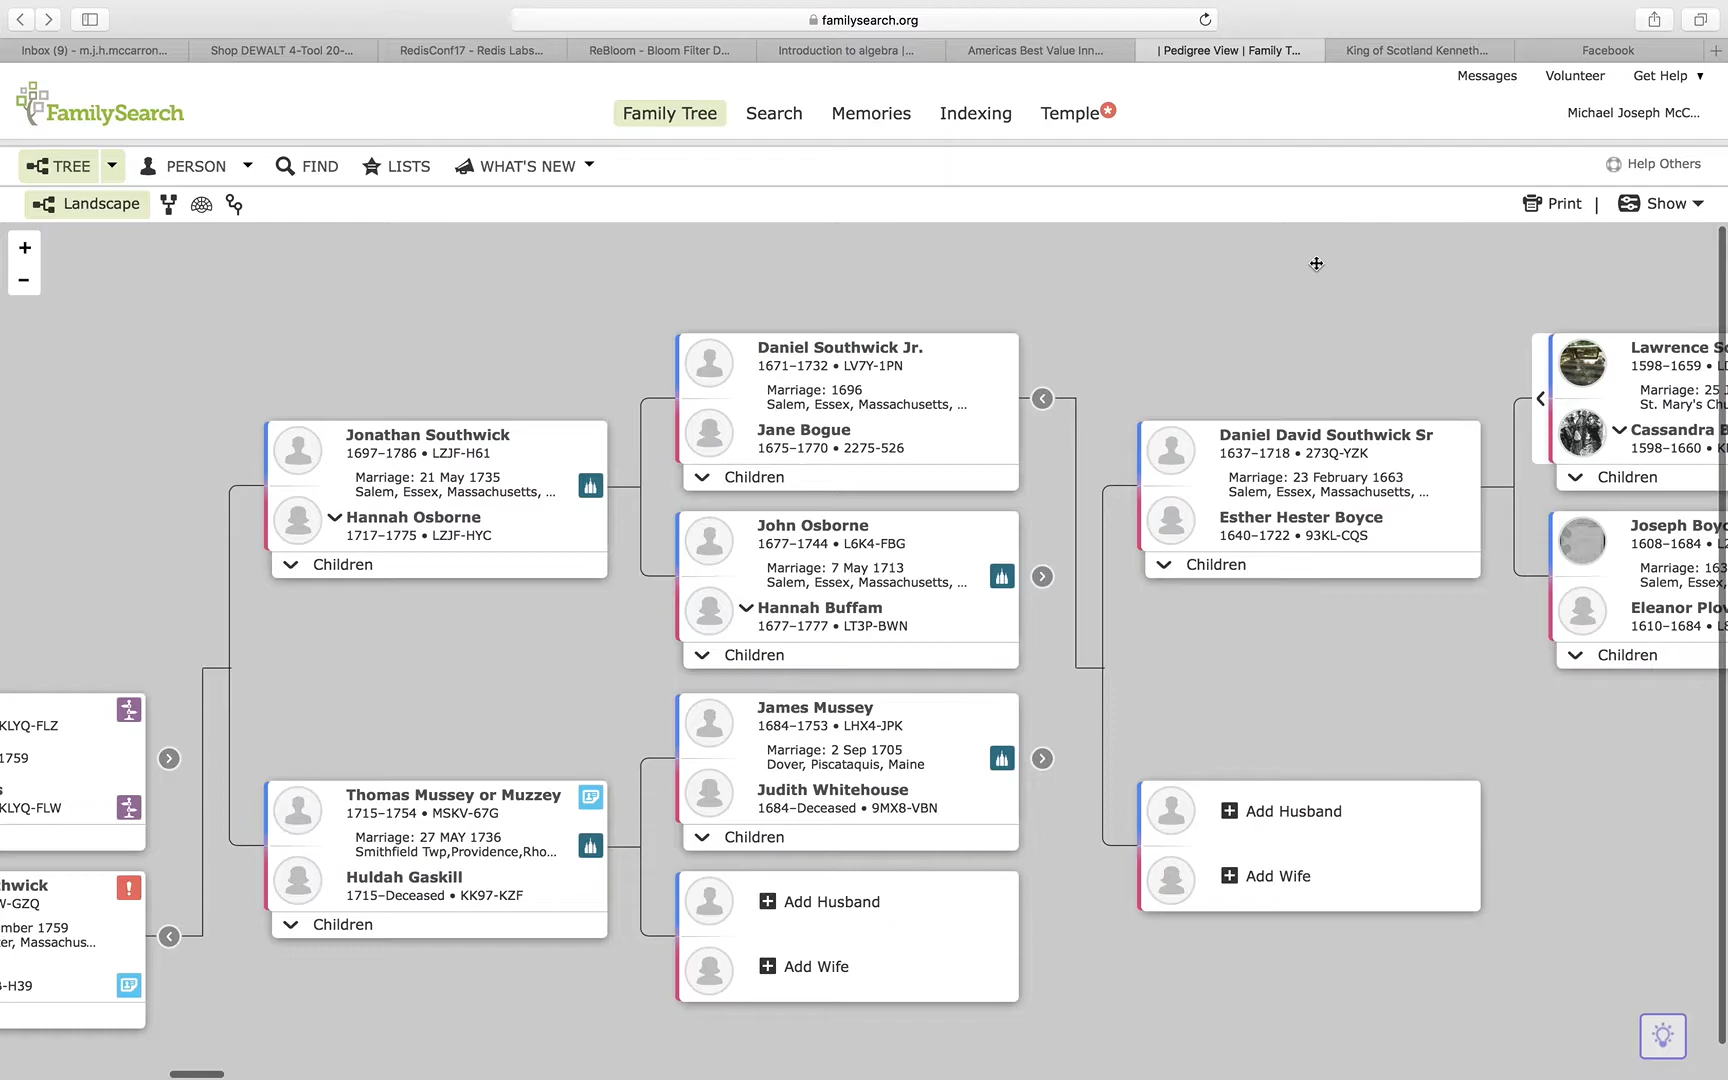 familysearch.org
Inbox (9) - m.j.h.mccarron...
Shop DEWALT 4-Tool 20-...
RedisConf17 - Redis Labs...
ReBloom - Bloom Filter D...
Introduction to algebra |...
Americas Best Value Inn...
| Pedigree View | Family T...
King of Scotland Kenneth...
Facebook
Messages
Volunteer
Get Help
FamilySearch
Family Tree
Search
Memories
Indexing
Temple
Michael Joseph McC...
TREE
PERSON
FIND
LISTS
WHAT'S NEW
Help Others
Landscape
Print |
Show
+
−
KLYQ-FLZ
1759
s
KLYQ-FLW
hwick
W-GZQ
mber 1759
ter, Massachus...
-H39
Jonathan Southwick
1697–1786 • LZJF-H61
Marriage: 21 May 1735
Salem, Essex, Massachusetts, ...
Hannah Osborne
1717–1775 • LZJF-HYC
Children
Thomas Mussey or Muzzey
1715–1754 • MSKV-67G
Marriage: 27 MAY 1736
Smithfield Twp,Providence,Rho...
Huldah Gaskill
1715–Deceased • KK97-KZF
Children
Daniel Southwick Jr.
1671–1732 • LV7Y-1PN
Marriage: 1696
Salem, Essex, Massachusetts, ...
Jane Bogue
1675–1770 • 2275-526
Children
John Osborne
1677–1744 • L6K4-FBG
Marriage: 7 May 1713
Salem, Essex, Massachusetts, ...
Hannah Buffam
1677–1777 • LT3P-BWN
Children
James Mussey
1684–1753 • LHX4-JPK
Marriage: 2 Sep 1705
Dover, Piscataquis, Maine
Judith Whitehouse
1684–Deceased • 9MX8-VBN
Children
Add Husband
Add Wife
Daniel David Southwick Sr
1637–1718 • 273Q-YZK
Marriage: 23 February 1663
Salem, Essex, Massachusetts, ...
Esther Hester Boyce
1640–1722 • 93KL-CQS
Children
Add Husband
Add Wife
Lawrence So
1598–1659 • L
Marriage: 25
St. Mary's Chu
Cassandra B
1598–1660 • K
Children
Joseph Boyc
1608–1684 • L
Marriage: 163
Salem, Essex,
Eleanor Plov
1610–1684 • L8
Children